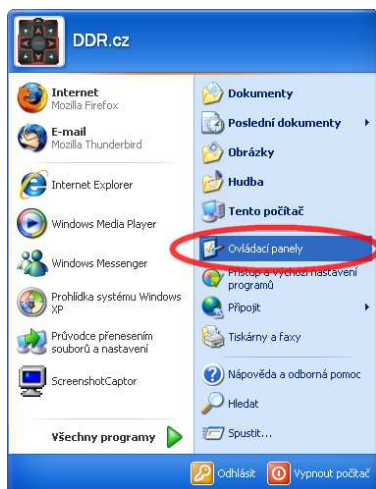 DDR.cz
Internet
Mozilla Firefox
E-mail
Mozilla Thunderbird
Internet Explorer
Windows Media Player
Windows Messenger
Prohlídka systému Windows
XP
Průvodce přenesením
souborů a nastavení
ScreenshotCaptor
Všechny programy
Dokumenty
Poslední dokumenty
Obrázky
Hudba
Tento počítač
Ovládací panely
Přístup a výchozí nastavení
programů
Připojit
Tiskárny a faxy
Nápověda a odborná pomoc
Hledat
Spustit...
Odhlásit
Vypnout počítač